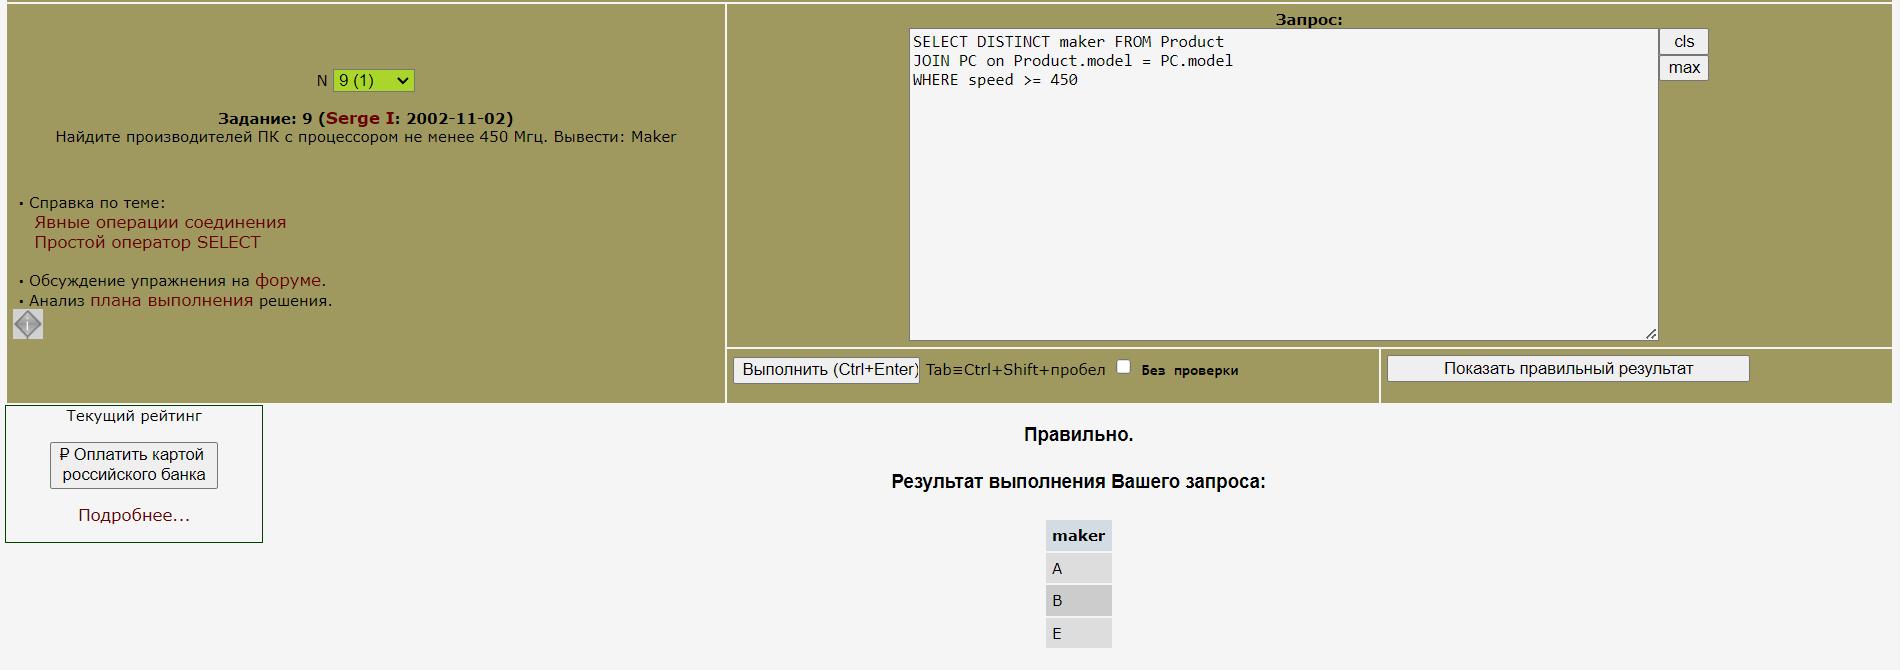 N 9 (1)
Задание: 9 (Serge I: 2002-11-02)
Найдите производителей ПК с процессором не менее 450 Мгц. Вывести: Maker
• Справка по теме:
Явные операции соединения
Простой оператор SELECT
• Обсуждение упражнения на форуме.
• Анализ плана выполнения решения.
Запрос:
SELECT DISTINCT maker FROM Product
JOIN PC on Product.model = PC.model
WHERE speed >= 450
cls
max
Выполнить (Ctrl+Enter) Tab≡Ctrl+Shift+пробел Без проверки
Показать правильный результат
Текущий рейтинг
₽ Оплатить картой
российского банка
Подробнее...
Правильно.
Результат выполнения Вашего запроса:
maker
A
B
E